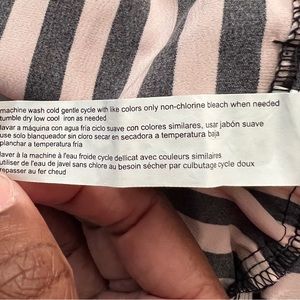 machine wash cold gentle cycle with like colors only non-chlorine bleach when needed
tumble dry low cool iron as needed
lavar a máquina con agua fría ciclo suave con colores similares, usar jabón suave
use solo blanqueador sin cloro secar en secadora a temperatura baja
planchar a temperatura fría
laver à la machine à l'eau froide cycle dellicat avec couleurs similaires
utiliser de l'eau de javel sans chlore au besoin sécher par culbutage cycle doux
repasser au fer cheud